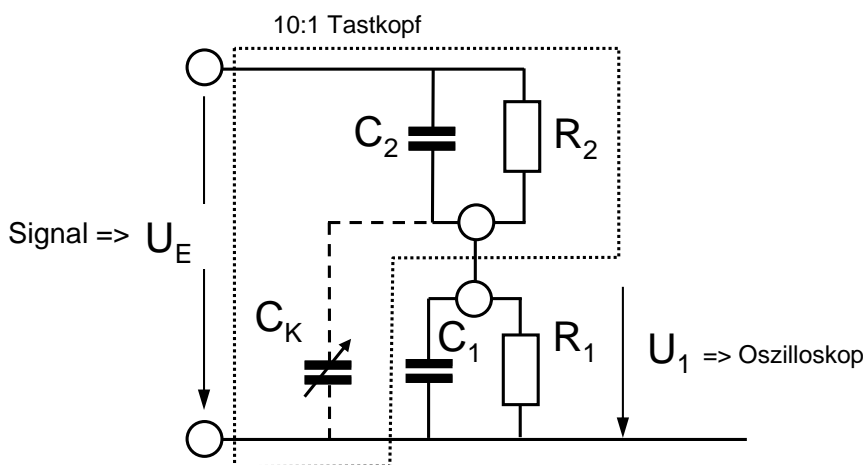 10:1 Tastkopf
C2
R2
Signal => UE
CK
C1
R1
U1 => Oszilloskop